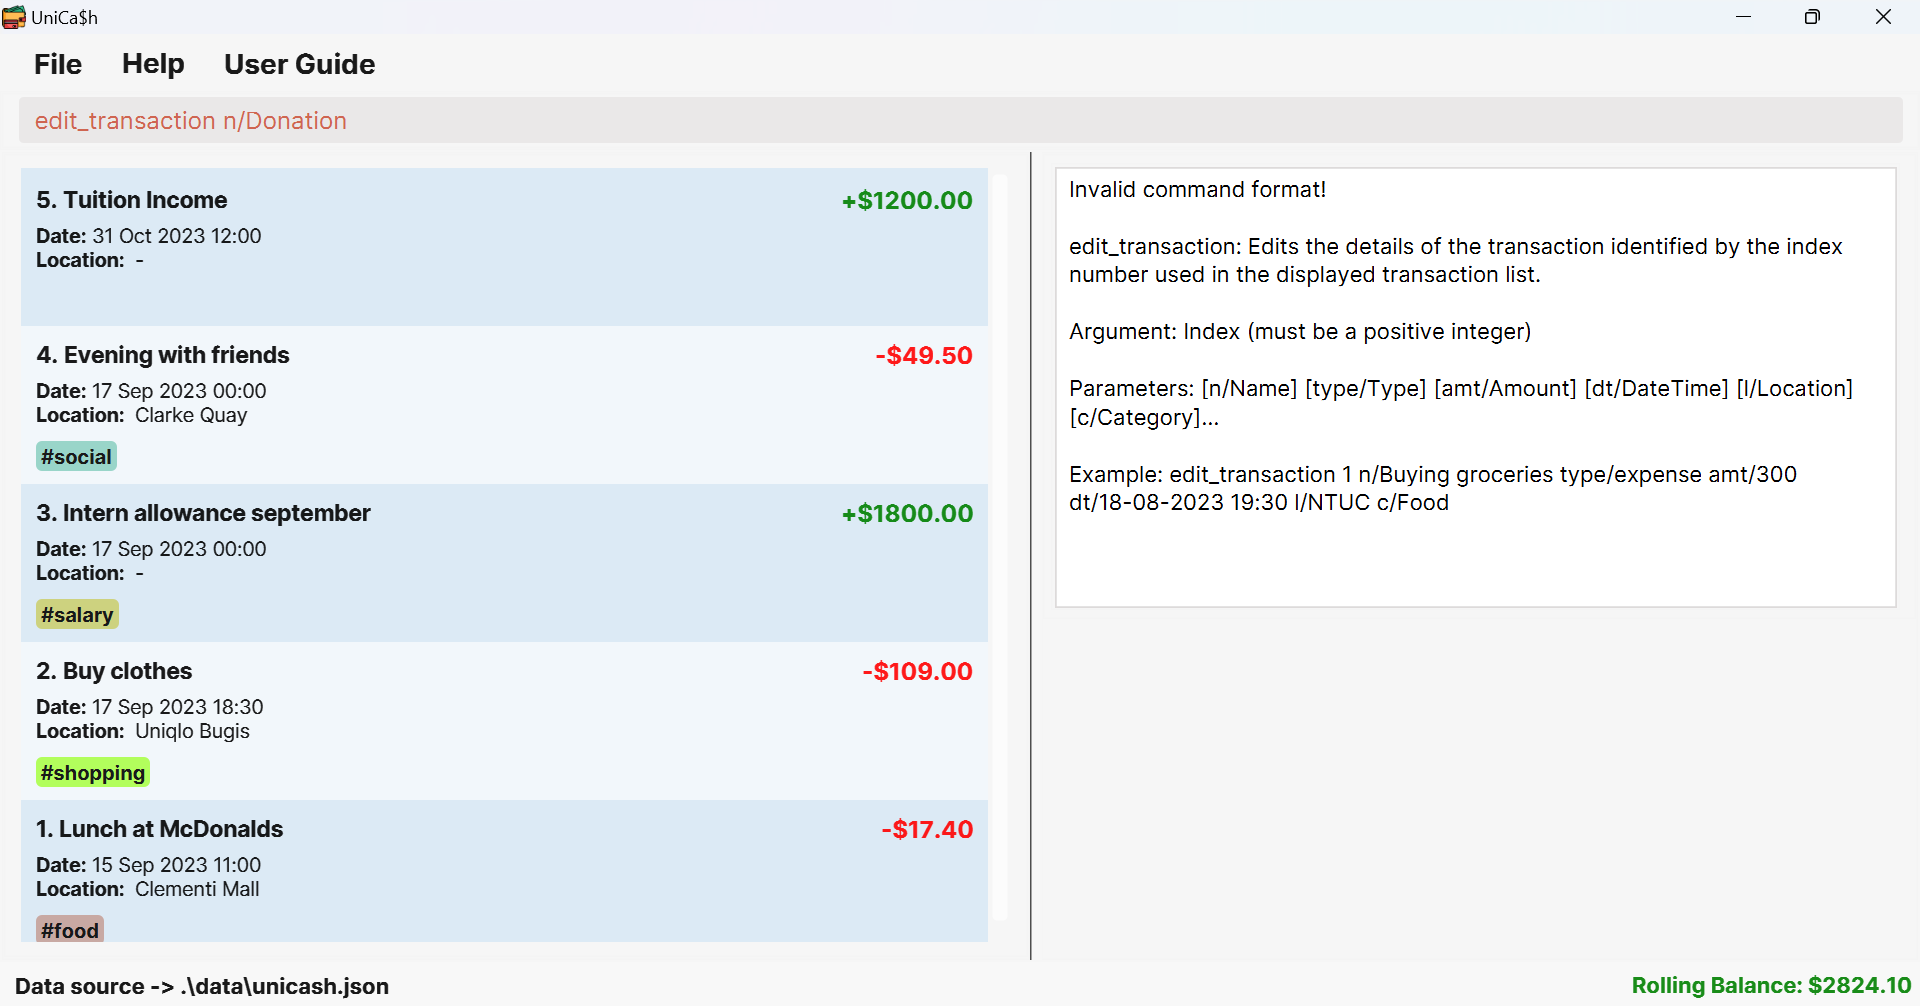 UniCa$h
File Help User Guide
edit_transaction n/Donation
5. Tuition Income +$1200.00
Date: 31 Oct 2023 12:00
Location: -
4. Evening with friends -$49.50
Date: 17 Sep 2023 00:00
Location: Clarke Quay
#social
3. Intern allowance september +$1800.00
Date: 17 Sep 2023 00:00
Location: -
#salary
2. Buy clothes -$109.00
Date: 17 Sep 2023 18:30
Location: Uniqlo Bugis
#shopping
1. Lunch at McDonalds -$17.40
Date: 15 Sep 2023 11:00
Location: Clementi Mall
#food
Invalid command format!
edit_transaction: Edits the details of the transaction identified by the index
number used in the displayed transaction list.
Argument: Index (must be a positive integer)
Parameters: [n/Name] [type/Type] [amt/Amount] [dt/DateTime] [l/Location]
[c/Category]...
Example: edit_transaction 1 n/Buying groceries type/expense amt/300
dt/18-08-2023 19:30 l/NTUC c/Food
Data source -> .\data\unicash.json
Rolling Balance: $2824.10